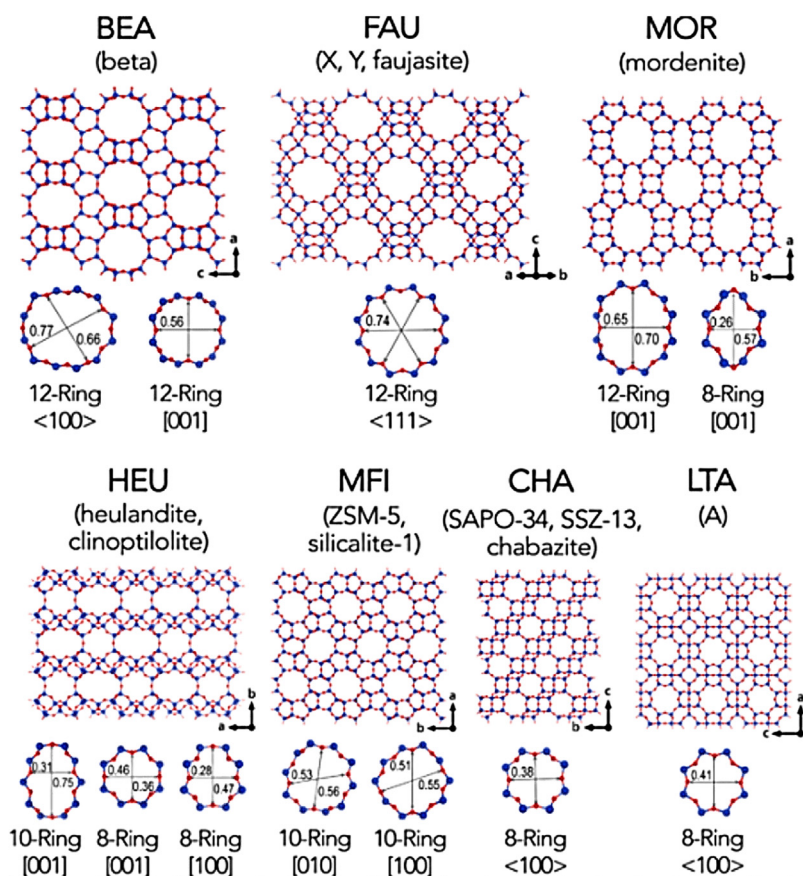 BEA
(beta)
FAU
(X, Y, faujasite)
MOR
(mordenite)
a
c
c
a
b
a
b
0.77
0.66
0.56
0.74
0.65
0.70
0.26
0.57
12-Ring
<100>
12-Ring
[001]
12-Ring
<111>
12-Ring
[001]
8-Ring
[001]
HEU
(heulandite,
clinoptilolite)
MFI
(ZSM-5,
silicalite-1)
CHA
(SAPO-34, SSZ-13,
chabazite)
LTA
(A)
b
a
a
b
c
b
a
c
0.31
0.75
0.46
0.36
0.28
0.47
0.53
0.56
0.51
0.55
0.38
0.41
10-Ring
[001]
8-Ring
[001]
8-Ring
[100]
10-Ring
[010]
10-Ring
[100]
8-Ring
<100>
8-Ring
<100>